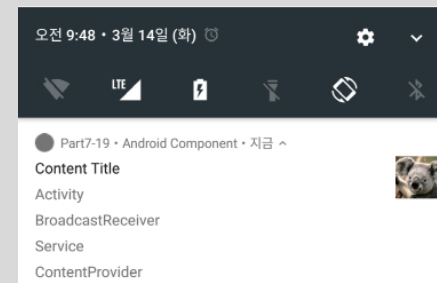 오전 9:48 • 3월 14일 (화)
LTE
Part7-19 • Android Component • 지금
Content Title
Activity
BroadcastReceiver
Service
ContentProvider